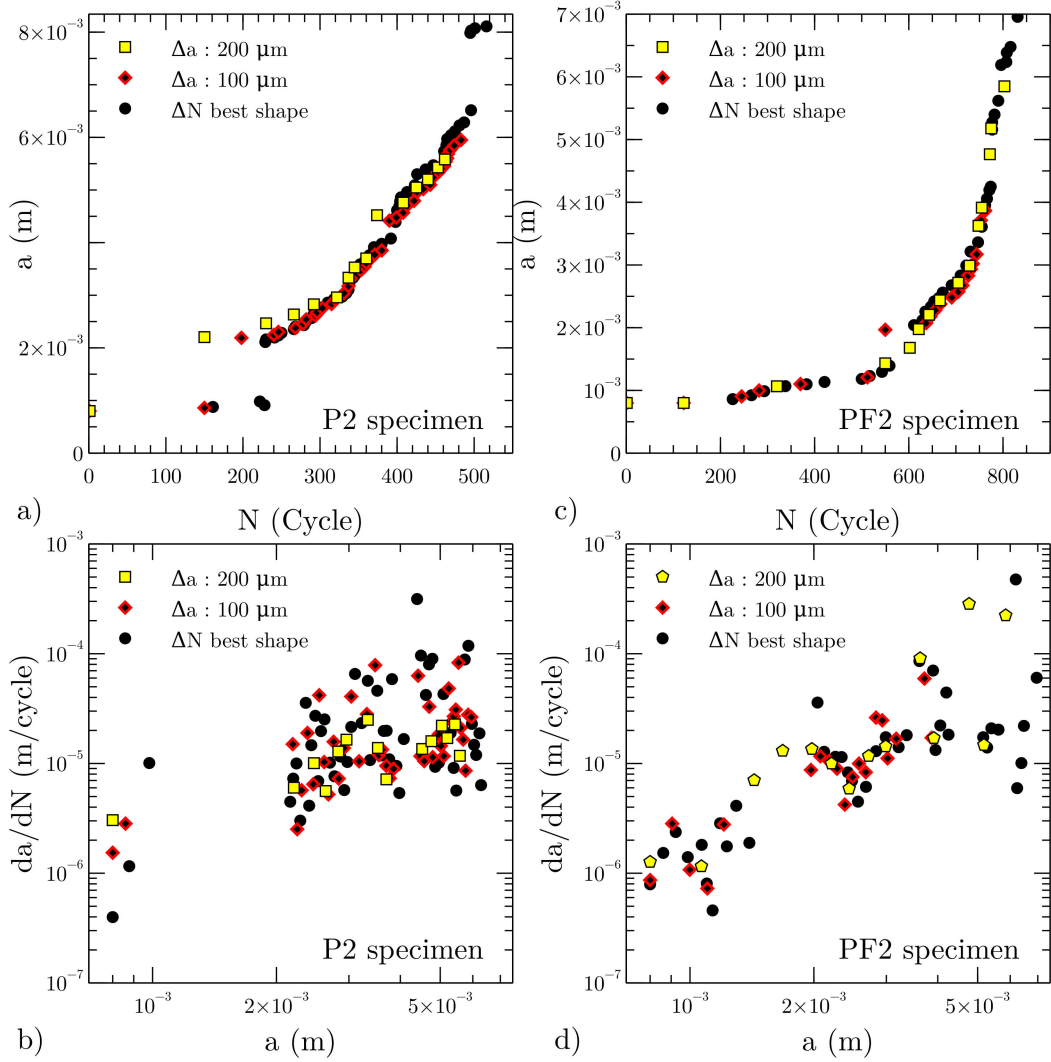 8×10⁻³
6×10⁻³
4×10⁻³
2×10⁻³
0
a (m)
Δa : 200 μm
Δa : 100 μm
ΔN best shape
P2 specimen
0 100 200 300 400 500
N (Cycle)
a)
7×10⁻³
6×10⁻³
5×10⁻³
4×10⁻³
3×10⁻³
2×10⁻³
1×10⁻³
0
a (m)
Δa : 200 μm
Δa : 100 μm
ΔN best shape
PF2 specimen
0 200 400 600 800
N (Cycle)
c)
10⁻³
10⁻⁴
10⁻⁵
10⁻⁶
10⁻⁷
da/dN (m/cycle)
Δa : 200 μm
Δa : 100 μm
ΔN best shape
P2 specimen
10⁻³ 2×10⁻³ 5×10⁻³
a (m)
b)
10⁻³
10⁻⁴
10⁻⁵
10⁻⁶
10⁻⁷
da/dN (m/cycle)
Δa : 200 μm
Δa : 100 μm
ΔN best shape
PF2 specimen
10⁻³ 2×10⁻³ 5×10⁻³
a (m)
d)